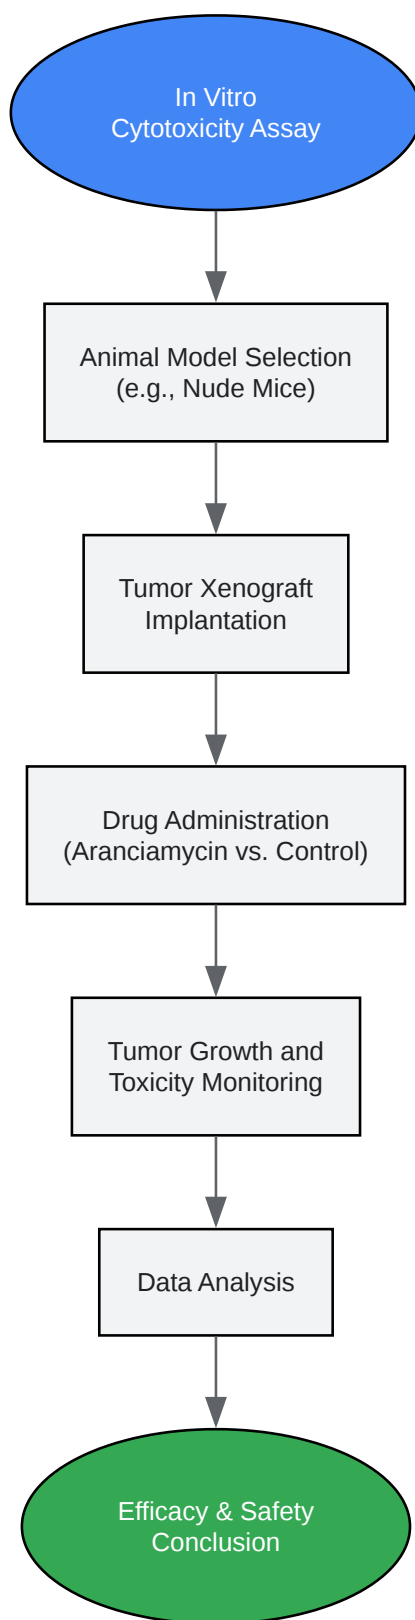 In Vitro
Cytotoxicity Assay
Animal Model Selection
(e.g., Nude Mice)
Tumor Xenograft
Implantation
Drug Administration
(Aranciamycin vs. Control)
Tumor Growth and
Toxicity Monitoring
Data Analysis
Efficacy & Safety
Conclusion